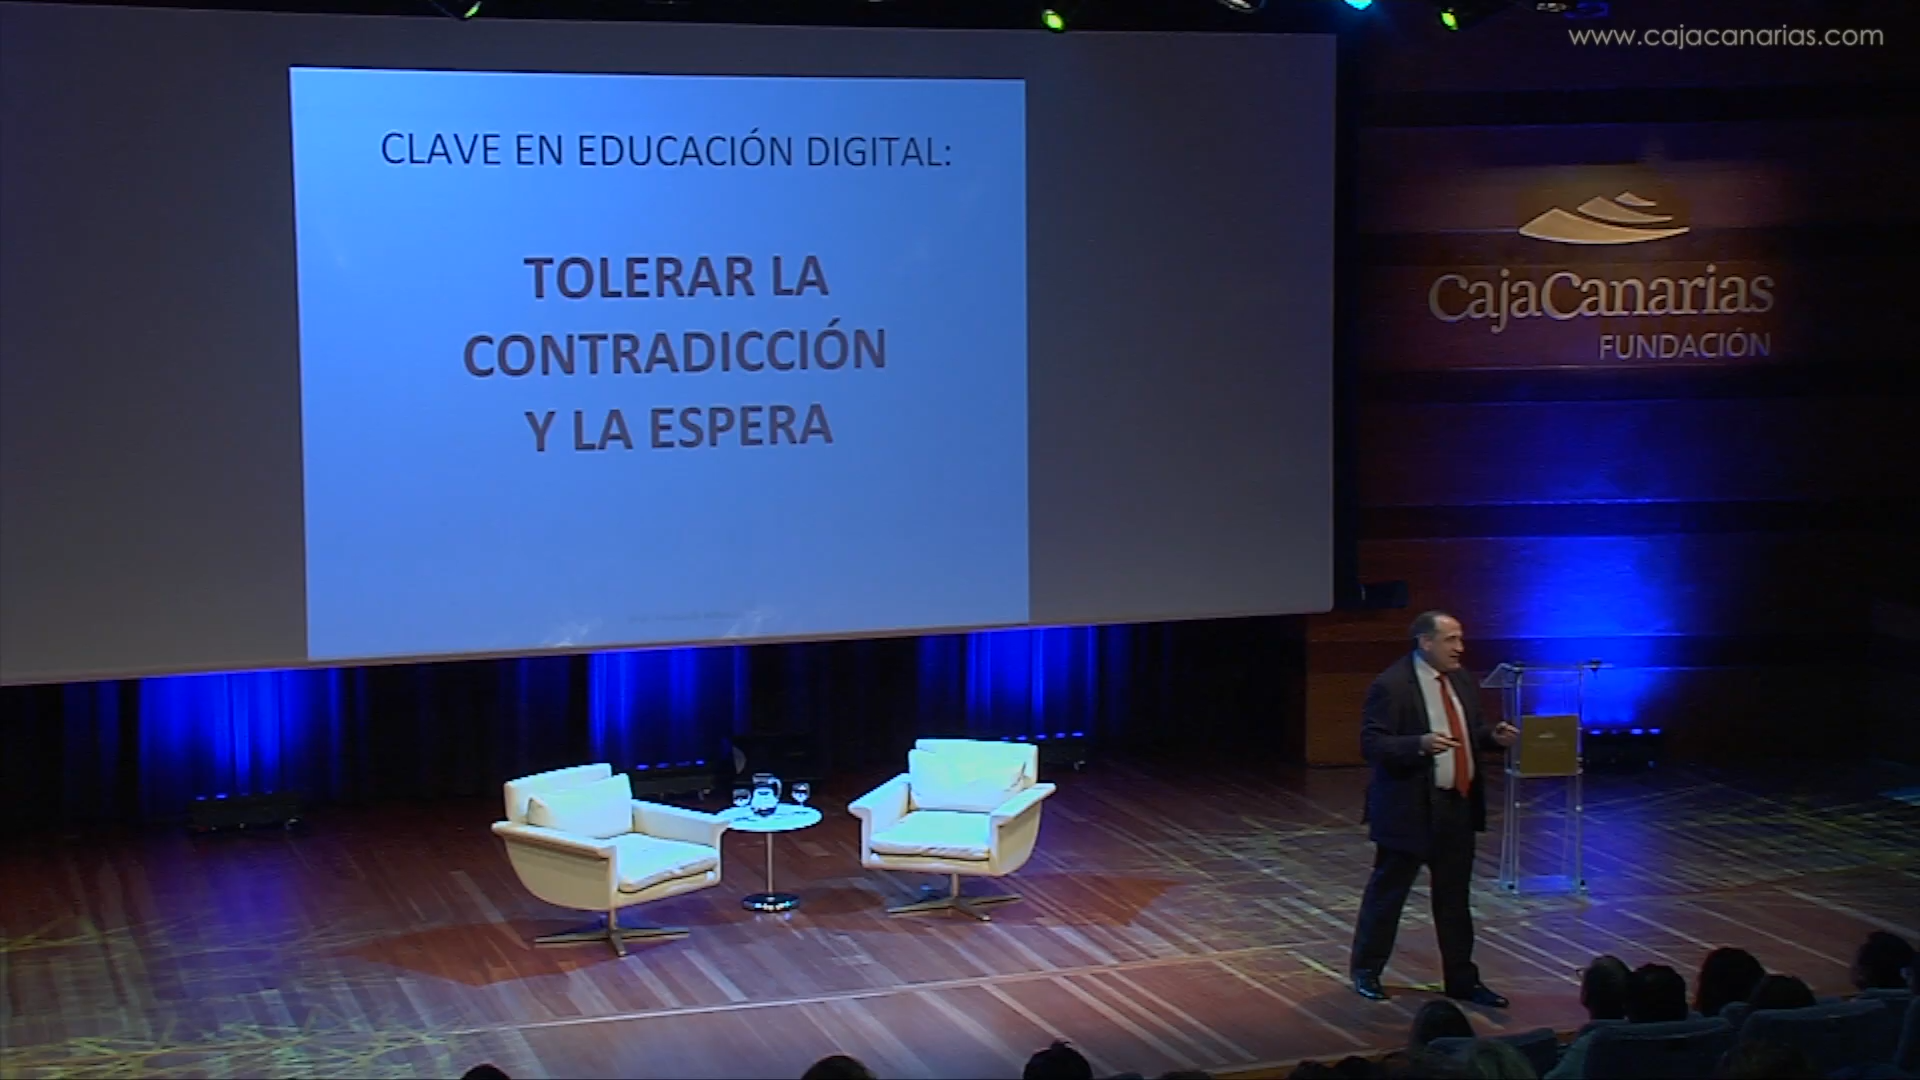 www.cajacanarias.com
CLAVE EN EDUCACIÓN DIGITAL:
TOLERAR LA
CONTRADICCIÓN
Y LA ESPERA
CajaCanarias
FUNDACIÓN